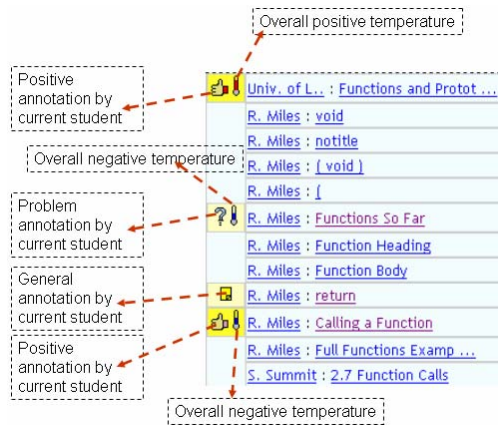 Overall positive temperature
Positive
annotation by
current student
Univ. of L.. : Functions and Protot ...
R. Miles : void
R. Miles : notitle
Overall negative temperature
R. Miles : ( void )
R. Miles : (
Problem
annotation by
current student
R. Miles : Functions So Far
R. Miles : Function Heading
R. Miles : Function Body
General
annotation by
current student
R. Miles : return
R. Miles : Calling a Function
Positive
annotation by
current student
R. Miles : Full Functions Examp ...
S. Summit : 2.7 Function Calls
Overall negative temperature